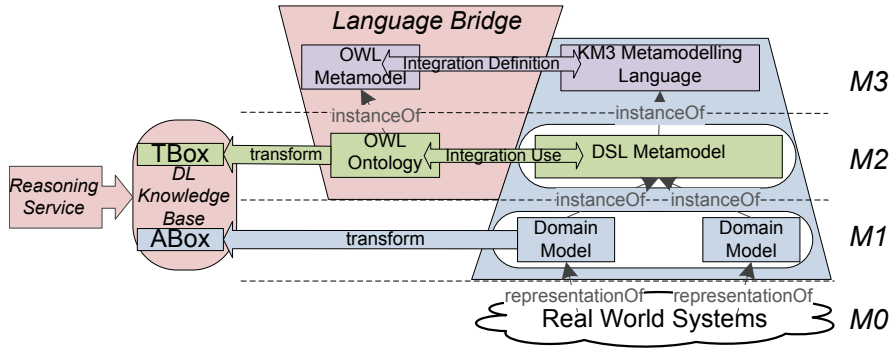 Language Bridge
OWL
Metamodel
Integration Definition
KM3 Metamodelling
Language
M3
instanceOf
instanceOf
TBox
transform
OWL
Ontology
Integration Use
DSL Metamodel
M2
Reasoning
Service
DL
Knowledge
Base
instanceOf
instanceOf
ABox
transform
Domain
Model
Domain
Model
M1
representationOf
representationOf
Real World Systems
M0